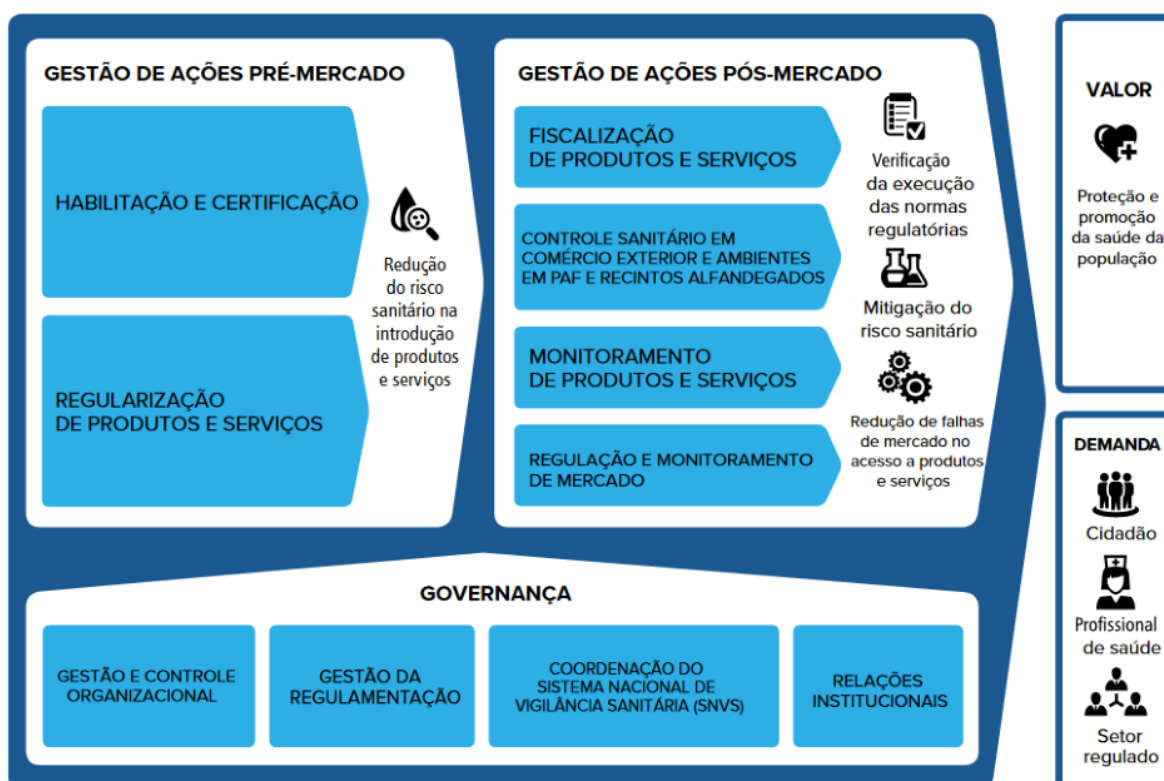 GESTÃO DE AÇÕES PRÉ-MERCADO
HABILITAÇÃO E CERTIFICAÇÃO
REGULARIZAÇÃO
DE PRODUTOS E SERVIÇOS
Redução
do risco
sanitário na
introdução
de produtos
e serviços
GESTÃO DE AÇÕES PÓS-MERCADO
FISCALIZAÇÃO
DE PRODUTOS E SERVIÇOS
CONTROLE SANITÁRIO EM
COMÉRCIO EXTERIOR E AMBIENTES
EM PAF E RECINTOS ALFANDEGADOS
MONITORAMENTO
DE PRODUTOS E SERVIÇOS
REGULAÇÃO E MONITORAMENTO
DE MERCADO
Verificação
da execução
das normas
regulatórias
Mitigação do
risco sanitário
Redução de falhas
de mercado no
acesso a produtos
e serviços
GOVERNANÇA
GESTÃO E CONTROLE
ORGANIZACIONAL
GESTÃO DA
REGULAMENTAÇÃO
COORDENAÇÃO DO
SISTEMA NACIONAL DE
VIGILÂNCIA SANITÁRIA (SNVS)
RELAÇÕES
INSTITUCIONAIS
VALOR
Proteção e
promoção
da saúde da
população
DEMANDA
Cidadão
Profissional
de saúde
Setor
regulado